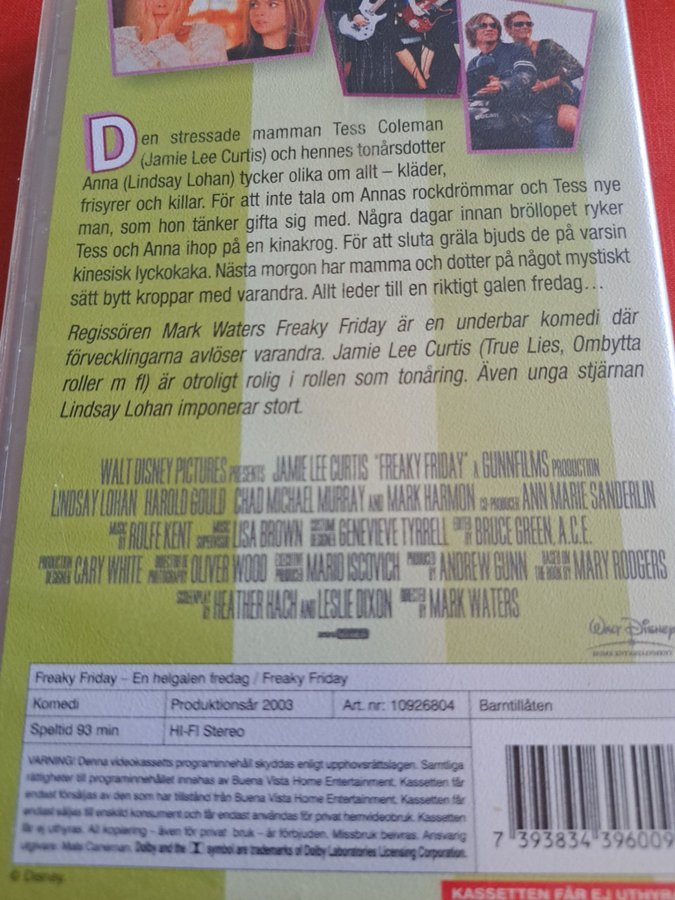 Den stressade mamman Tess Coleman
(Jamie Lee Curtis) och hennes tonårsdotter
Anna (Lindsay Lohan) tycker olika om allt – kläder,
frisyrer och killar. För att inte tala om Annas rockdrömmar och Tess nye
man, som hon tänker gifta sig med. Några dagar innan bröllopet ryker
Tess och Anna ihop på en kinakrog. För att sluta gräla bjuds de på varsin
kinesisk lyckokaka. Nästa morgon har mamma och dotter på något mystiskt
sätt bytt kroppar med varandra. Allt leder till en riktigt galen fredag…
Regissören Mark Waters Freaky Friday är en underbar komedi där
förvecklingarna avlöser varandra. Jamie Lee Curtis (True Lies, Ombytta
roller m fl) är otroligt rolig i rollen som tonåring. Även unga stjärnan
Lindsay Lohan imponerar stort.
WALT DISNEY PICTURES PRESENTS JAMIE LEE CURTIS "FREAKY FRIDAY" A GUNNFILMS PRODUCTION
LINDSAY LOHAN HAROLD GOULD CHAD MICHAEL MURRAY AND MARK HARMON CO-PRODUCER ANN MARIE SANDERLIN
MUSIC BY ROLFE KENT MUSIC SUPERVISOR LISA BROWN COSTUME DESIGNER GENEVIEVE TYRRELL EDITED BY BRUCE GREEN, A.C.E.
PRODUCTION DESIGNER CARY WHITE DIRECTOR OF PHOTOGRAPHY OLIVER WOOD EXECUTIVE PRODUCER MARIO ISCOVICH PRODUCED BY ANDREW GUNN BASED ON THE BOOK BY MARY RODGERS
SCREENPLAY BY HEATHER HACH AND LESLIE DIXON DIRECTED BY MARK WATERS
Walt Disney
HOME ENTERTAINMENT
Freaky Friday – En helgalen fredag / Freaky Friday
Komedi Produktionsår 2003 Art. nr: 10926804 Barntillåten
Speltid 93 min HI-FI Stereo
VARNING! Denna videokassetts programinnehåll skyddas enligt upphovsrättslagen. Samtliga
rättigheter till programinnehållet innehas av Buena Vista Home Entertainment. Kassetten får
endast försäljas av den som har tillstånd från Buena Vista Home Entertainment. Kassetten får
endast säljas till enskild konsument och får endast användas för privat hemvideobruk. Kassetten
får ej uthyras. All kopiering – även för privat bruk – är förbjuden. Missbruk beivras. Ansvarig
utgivare: Mats Caneman. Dolby and the symbol are trademarks of Dolby Laboratories Licensing Corporation.
7 393834 396009
© Disney
KASSETTEN FÅR EJ UTHYRA